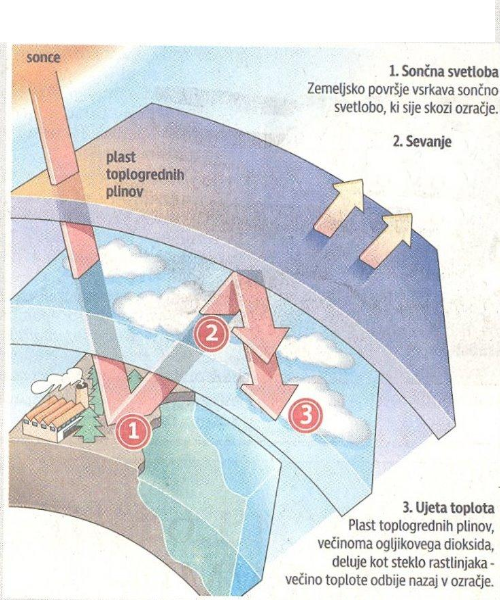 sonce
1. Sončna svetloba
Zemeljsko površje vsrkava sončno
svetlobo, ki sije skozi ozračje.
2. Sevanje
plast
toplogrednih
plinov
2
3
1
3. Ujeta toplota
Plast toplogrednih plinov,
večinoma ogljikovega dioksida,
deluje kot steklo rastlinjaka -
večino toplote odbije nazaj v ozračje.